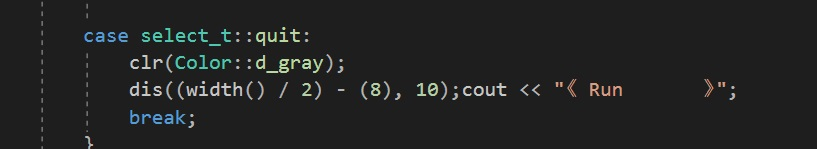 case select_t::quit:
clr(Color::d_gray);
dis((width() / 2) - (8), 10);cout << "《 Run       》";
break;
}